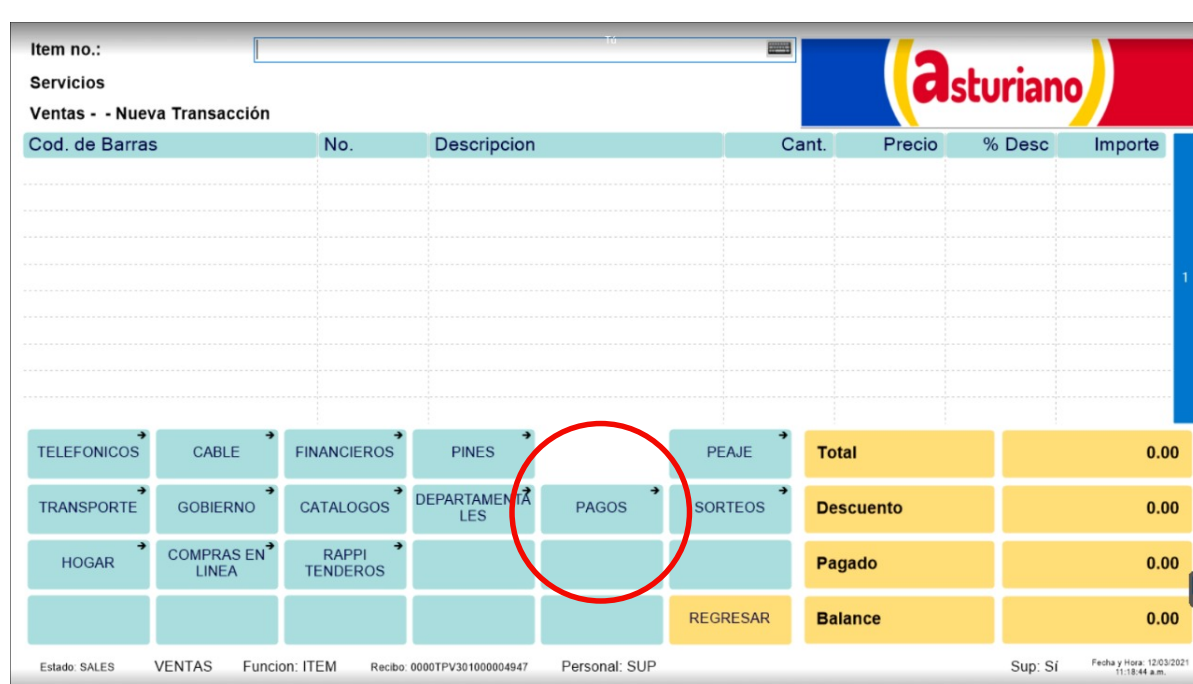 Item no.:
Tú
Servicios
Ventas - - Nueva Transacción
asturiano
Cod. de Barras No. Descripcion Cant. Precio % Desc Importe
1
TELEFONICOS CABLE FINANCIEROS PINES PEAJE Total 0.00
TRANSPORTE GOBIERNO CATALOGOS DEPARTAMENTA
LES PAGOS SORTEOS Descuento 0.00
HOGAR COMPRAS EN
LINEA RAPPI
TENDEROS Pagado 0.00
REGRESAR Balance 0.00
Estado: SALES VENTAS Funcion: ITEM Recibo: 0000TPV301000004947 Personal: SUP Sup: Sí Fecha y Hora: 12/03/2021
11:18:44 a.m.